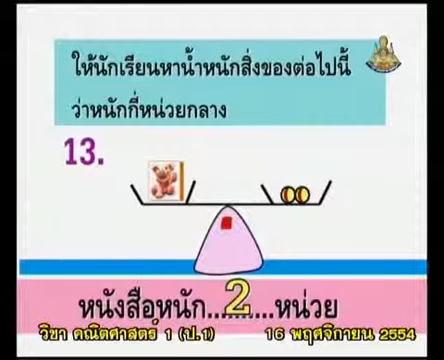 ให้นักเรียนหาน้ำหนักสิ่งของต่อไปนี้
ว่าหนักกี่หน่วยกลาง
13.
หนังสือหนัก...2...หน่วย
วิชา คณิตศาสตร์ 1 (ป.1) 16 พฤศจิกายน 2554